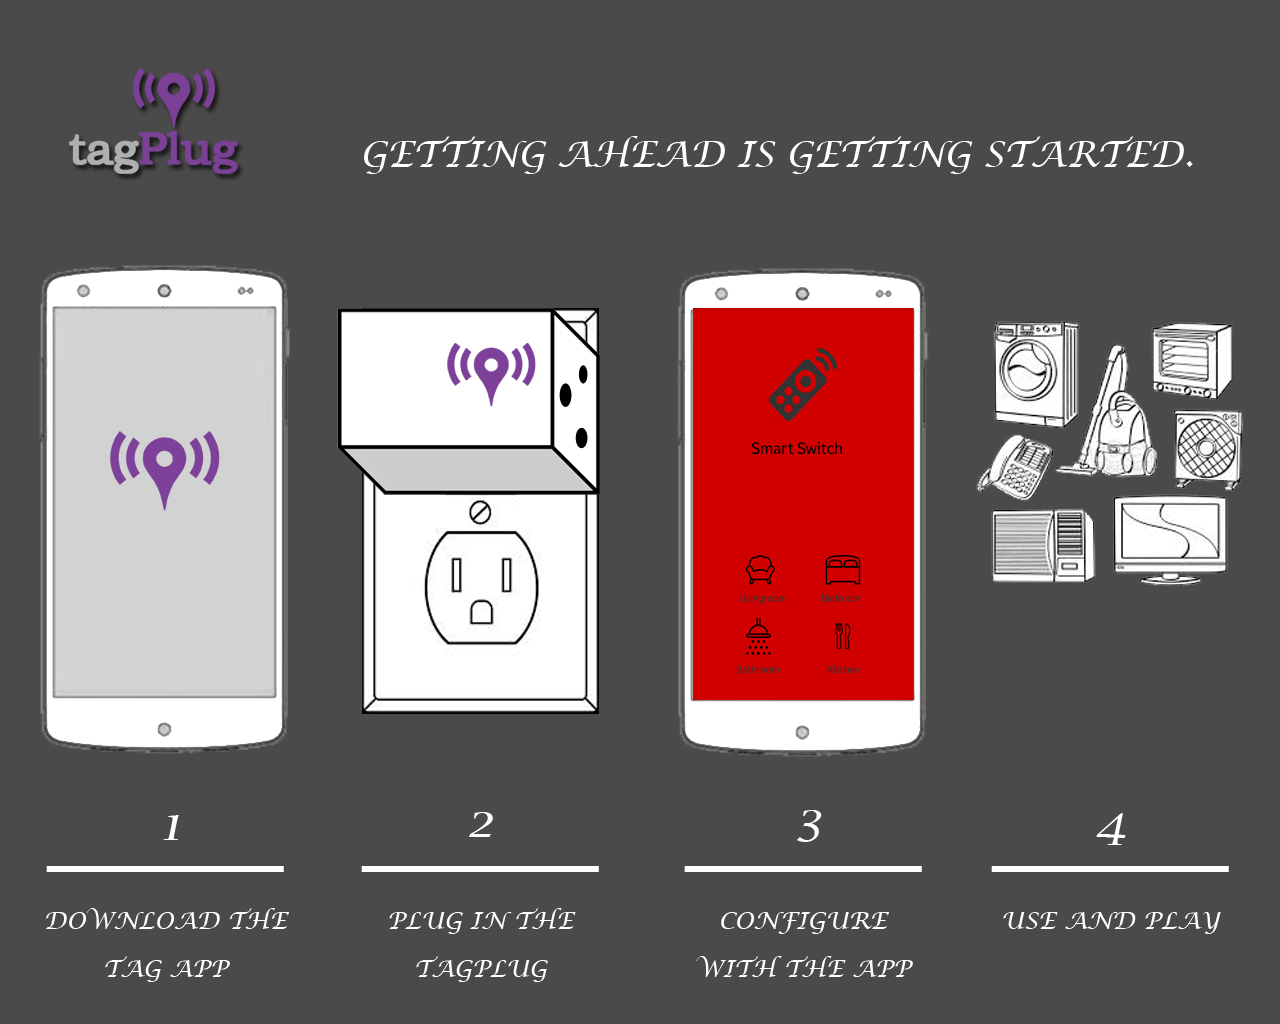 tagPlug
GETTING AHEAD IS GETTING STARTED.
Smart Switch
Livingroom Bedroom
Bathroom Kitchen
1 2 3 4
DOWNLOAD THE
TAG APP
PLUG IN THE
TAGPLUG
CONFIGURE
WITH THE APP
USE AND PLAY